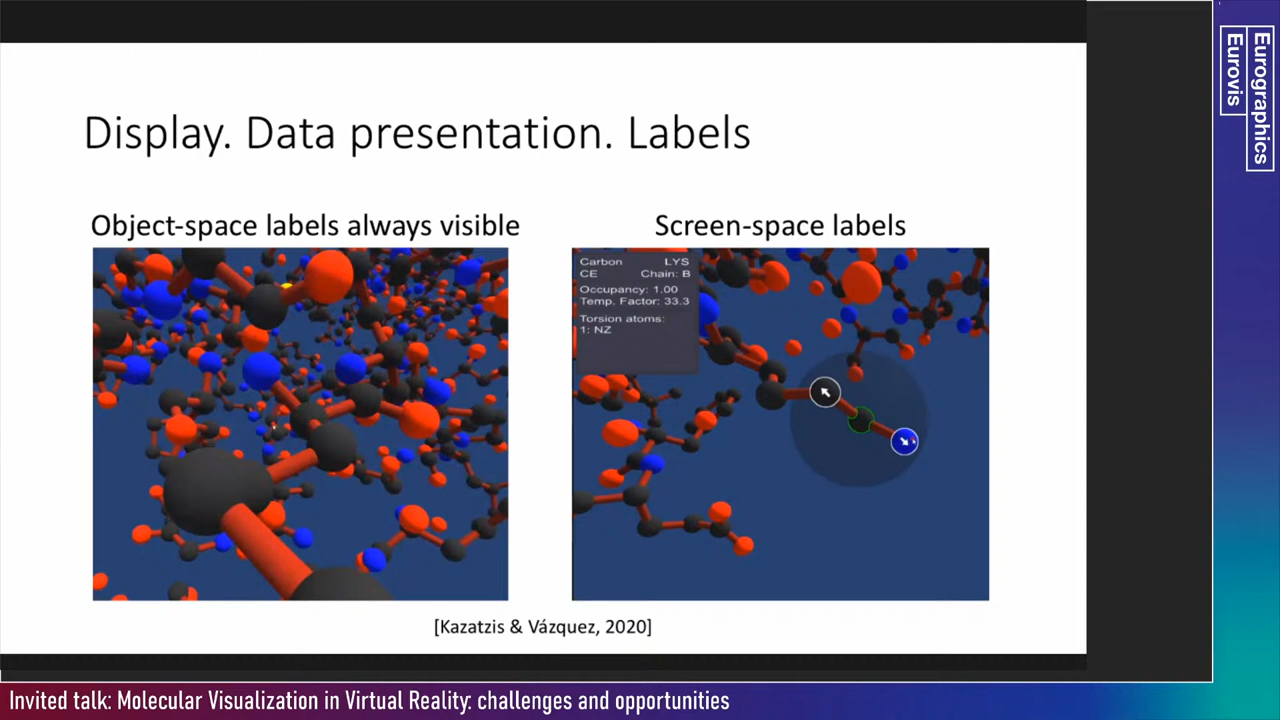 Display. Data presentation. Labels
Object-space labels always visible
Screen-space labels
Carbon LYS
CE Chain: B
Occupancy: 1.00
Temp. Factor: 33.3
Torsion atoms:
1: NZ
[Kazatzis & Vázquez, 2020]
Eurographics
Eurovis
Invited talk: Molecular Visualization in Virtual Reality: challenges and opportunities